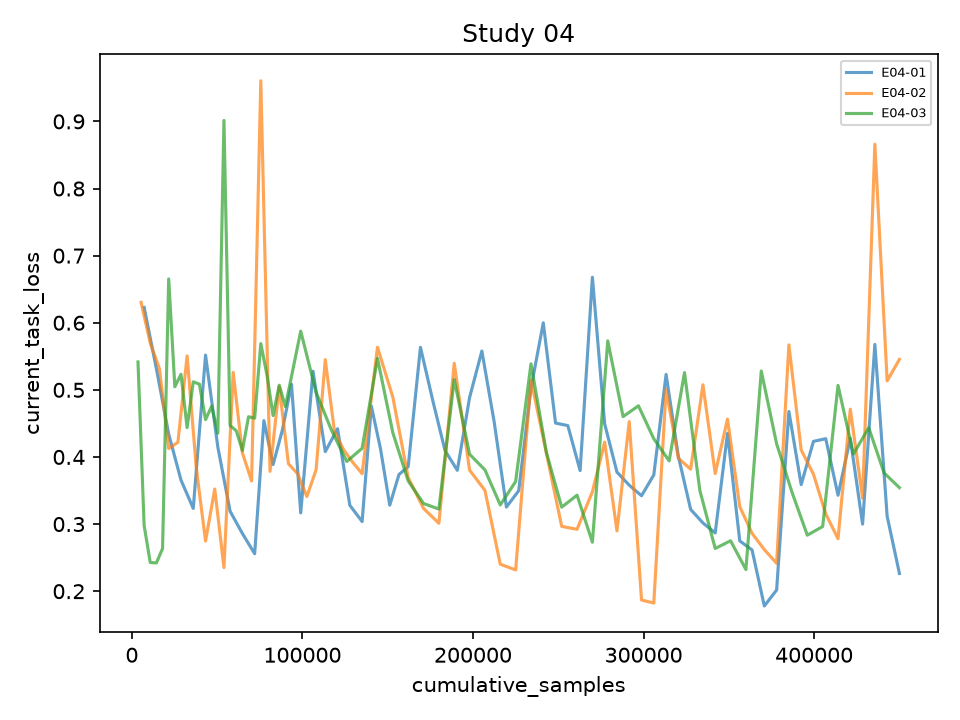 Study 04
E04-01
E04-02
E04-03
current_task_loss
0.9
0.8
0.7
0.6
0.5
0.4
0.3
0.2
0
100000
200000
300000
400000
cumulative_samples